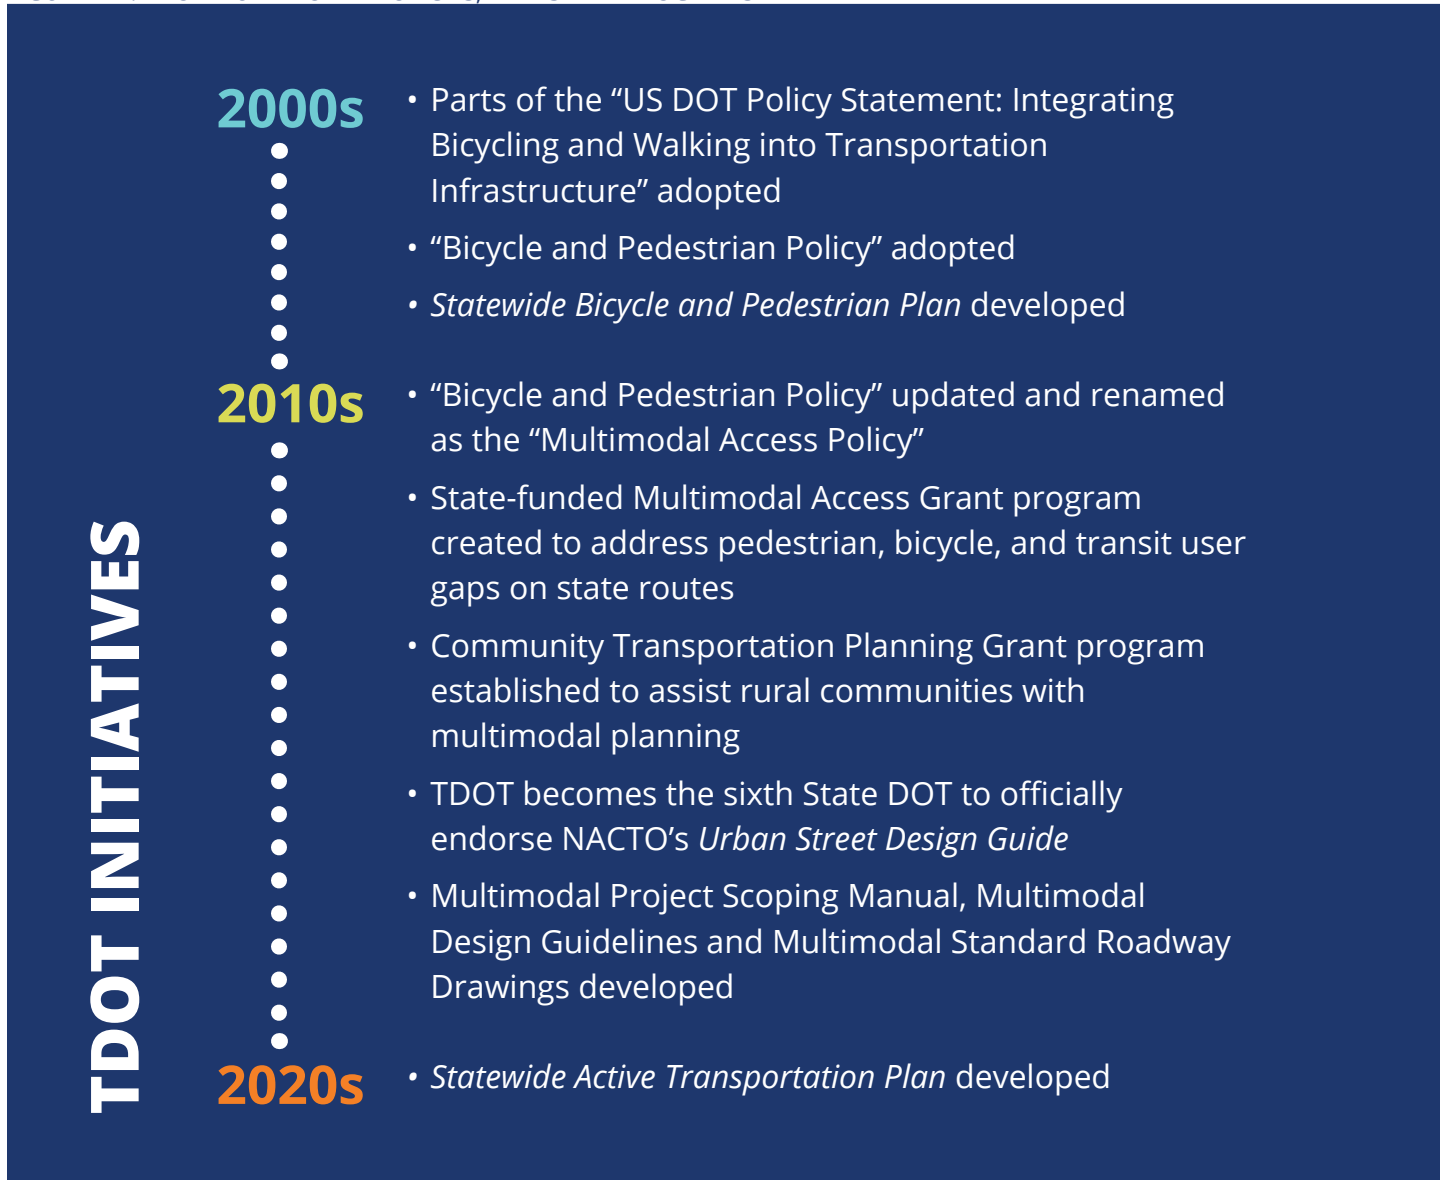 TDOT INITIATIVES
2000s
• Parts of the “US DOT Policy Statement: Integrating
Bicycling and Walking into Transportation
Infrastructure” adopted
• “Bicycle and Pedestrian Policy” adopted
• Statewide Bicycle and Pedestrian Plan developed
2010s
• “Bicycle and Pedestrian Policy” updated and renamed
as the “Multimodal Access Policy”
• State-funded Multimodal Access Grant program
created to address pedestrian, bicycle, and transit user
gaps on state routes
• Community Transportation Planning Grant program
established to assist rural communities with
multimodal planning
• TDOT becomes the sixth State DOT to officially
endorse NACTO’s Urban Street Design Guide
• Multimodal Project Scoping Manual, Multimodal
Design Guidelines and Multimodal Standard Roadway
Drawings developed
2020s
• Statewide Active Transportation Plan developed